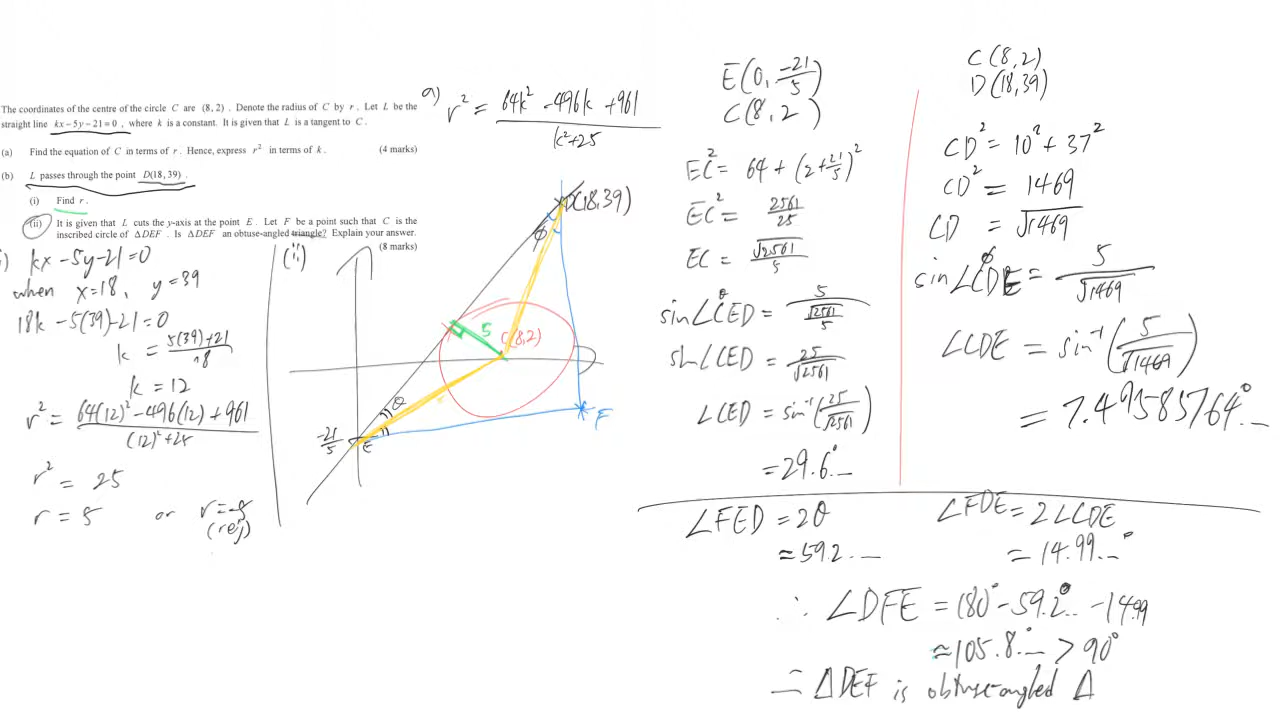 The coordinates of the centre of the circle C are (8, 2) . Denote the radius of C by r . Let L be the
straight line kx−5y−21=0 , where k is a constant. It is given that L is a tangent to C .
(a) Find the equation of C in terms of r . Hence, express r² in terms of k . (4 marks)
(b) L passes through the point D(18, 39) .
(i) Find r .
(ii) It is given that L cuts the y-axis at the point E . Let F be a point such that C is the
inscribed circle of ΔDEF . Is ΔDEF an obtuse-angled triangle? Explain your answer.
(8 marks)
a) r² = (64k² - 496k + 961)/(k²+25)
i) kx - 5y - 21 = 0
when x=18, y=39
18k - 5(39) - 21 = 0
k = (5(39)+21)/18
k = 12
r² = (64(12)² - 496(12) + 961)/((12)²+25)
r² = 25
r = 5 or r = -5
(rej)
(ii)
D(18,39)
φ
5
C(8,2)
θ
-21/5
E
F
E(0, -21/5)
C(8, 2)
EC² = 64 + (2+21/5)²
EC² = 2561/25
EC = √2561/5
θ
sin∠CED = 5/(√2561/5)
sin∠CED = 25/√2561
∠CED = sin⁻¹(25/√2561)
= 29.6°...
C(8,2)
D(18,39)
CD² = 10² + 37²
CD² = 1469
CD = √1469
φ
sin∠CDE = 5/√1469
∠CDE = sin⁻¹(5/√1469)
= 7.49585764°...
∠FED = 2θ
≈ 59.2...
∠FDE = 2∠CDE
= 14.99...°
∴ ∠DFE = 180° - 59.2°.. - 14.99
≈ 105.8°... > 90°
∴ ΔDEF is obtuse-angled Δ